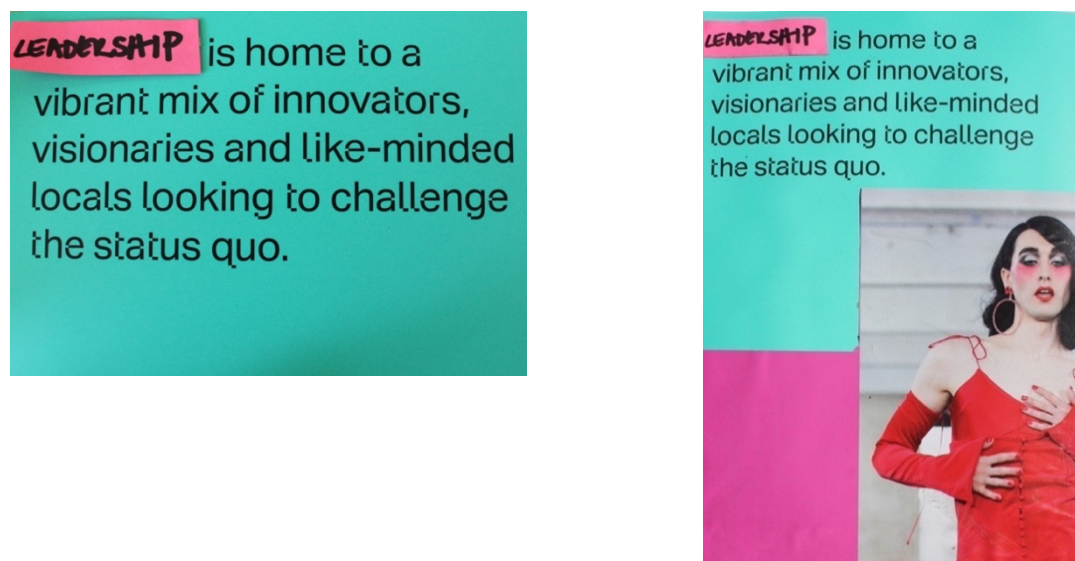 LEADERSHIP is home to a
vibrant mix of innovators,
visionaries and like-minded
locals looking to challenge
the status quo.
LEADERSHIP is home to a
vibrant mix of innovators,
visionaries and like-minded
locals looking to challenge
the status quo.